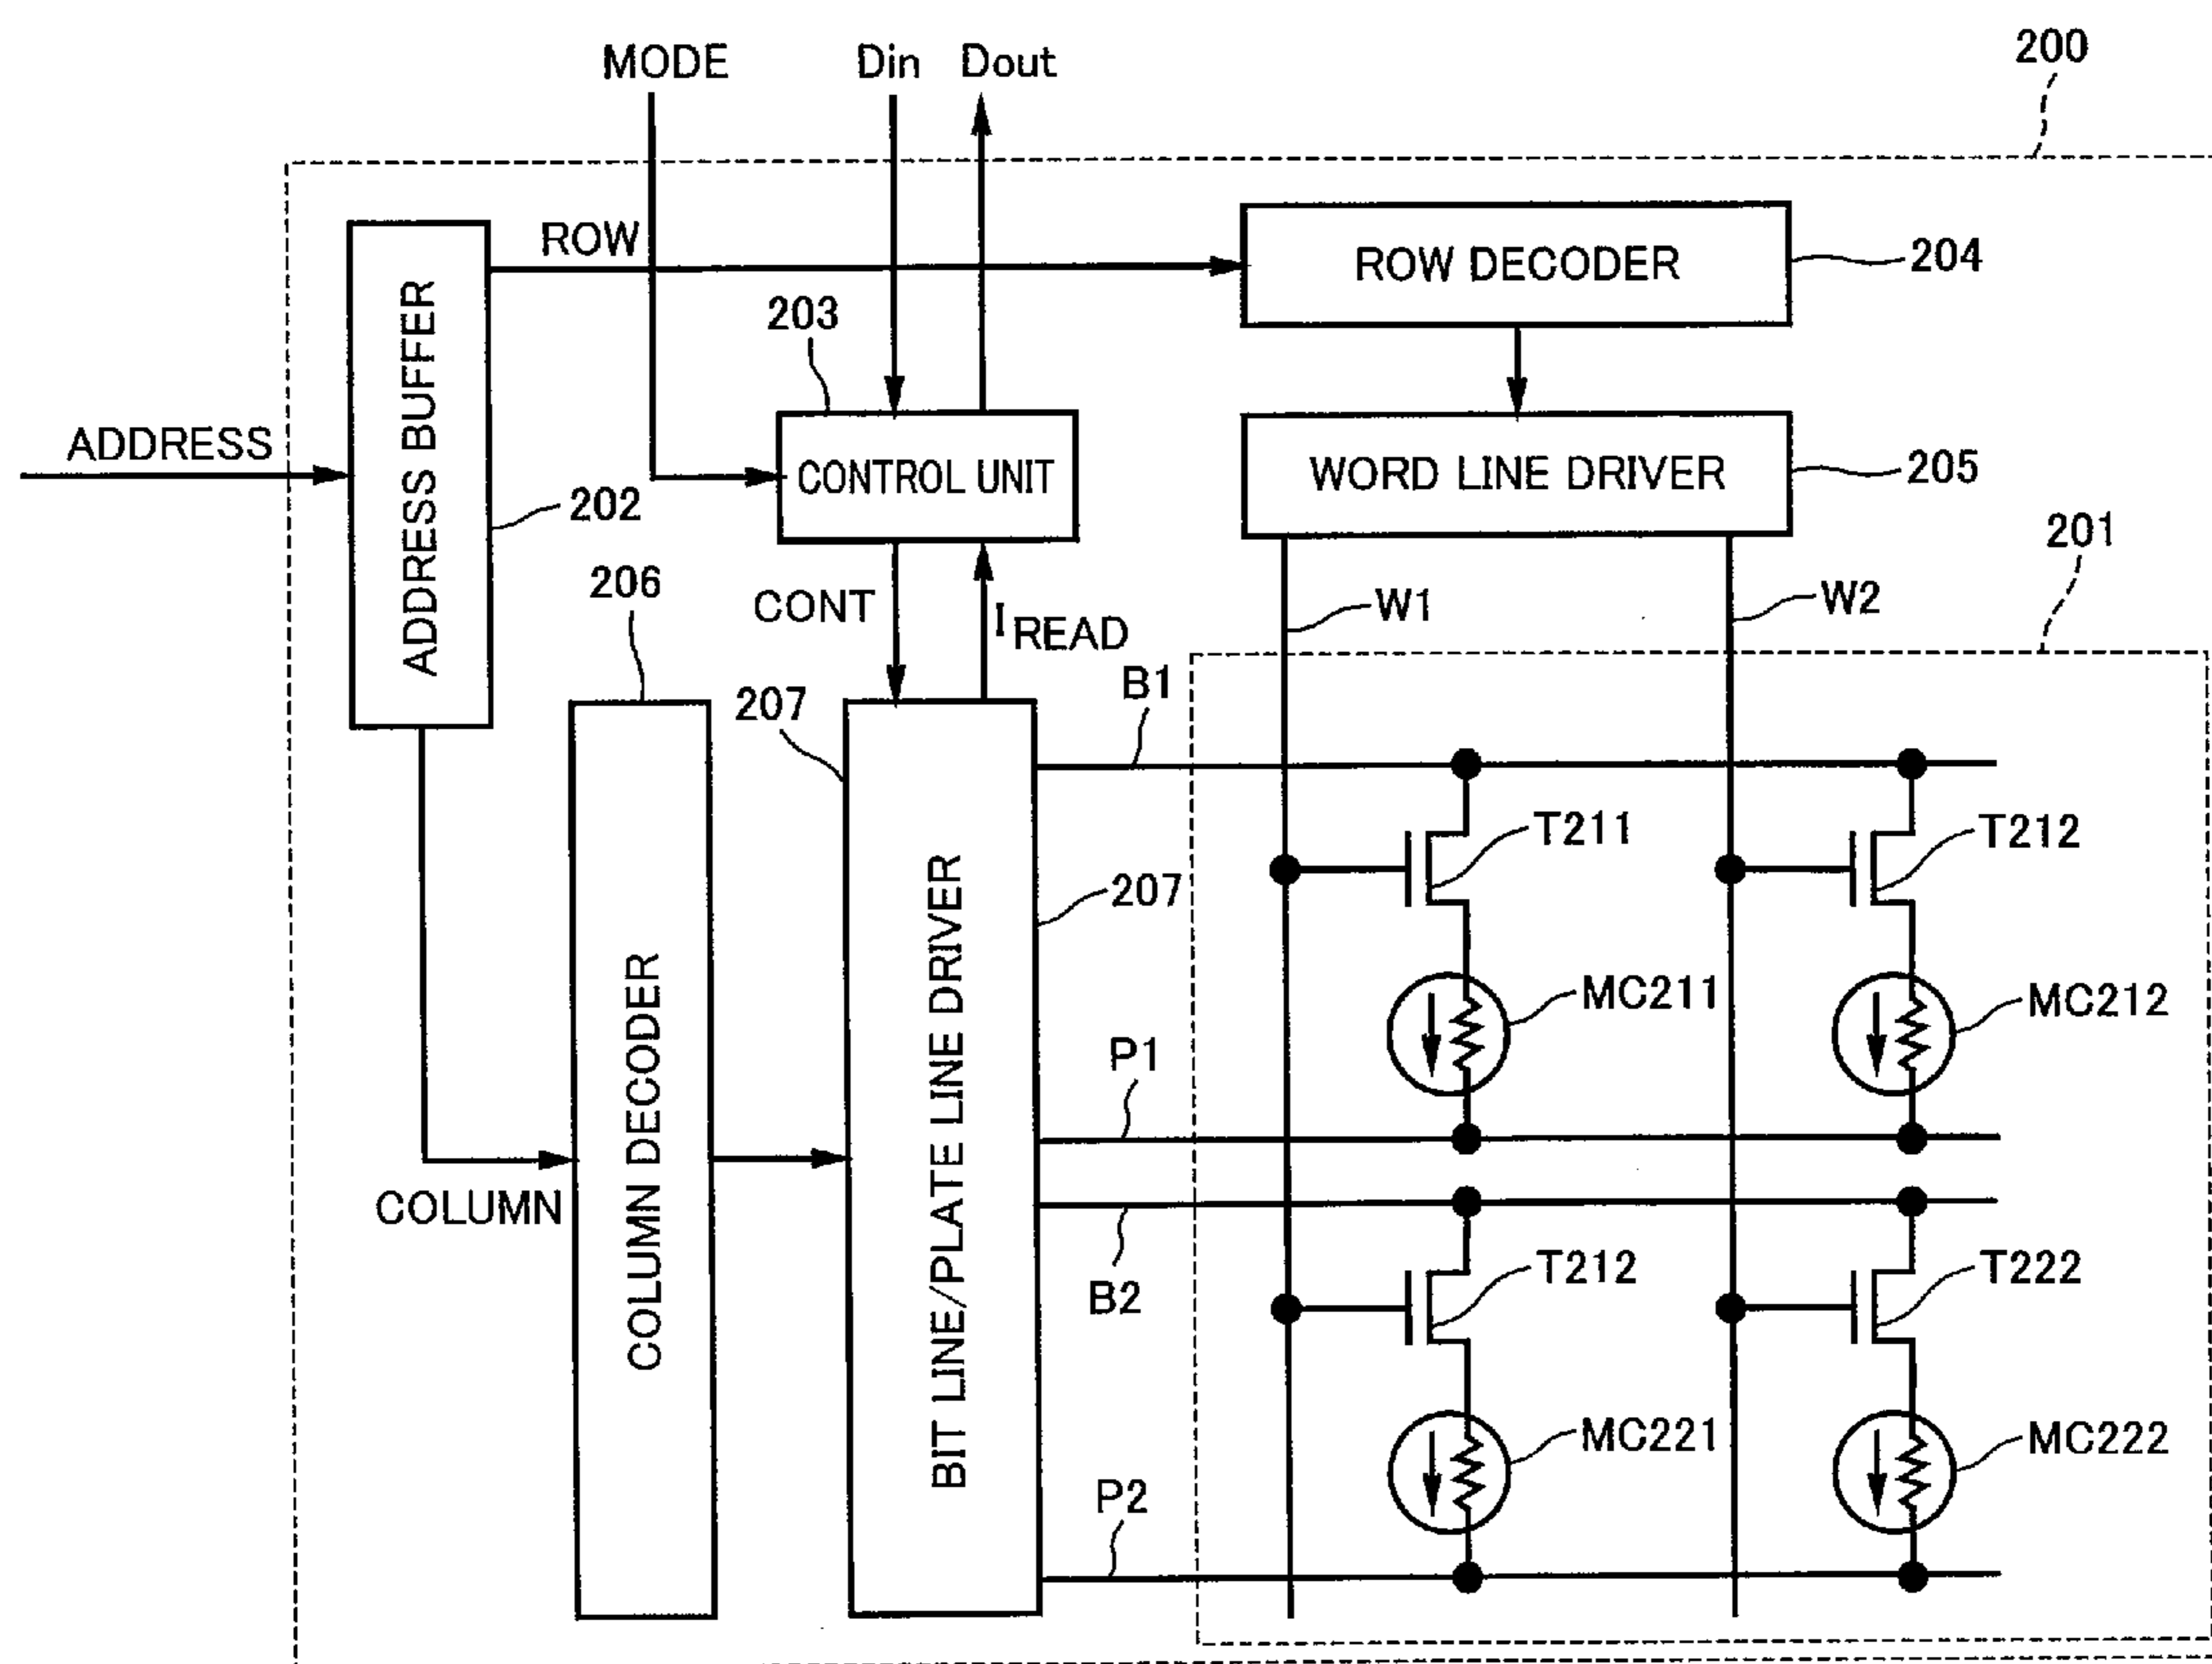 200
MODE
Din
Dout
ROW
ROW DECODER
204
203
ADDRESS BUFFER
ADDRESS
202
CONTROL UNIT
WORD LINE DRIVER
205
201
206
CONT
IREAD
W1
W2
207
B1
T211
T212
207
COLUMN DECODER
BIT LINE/PLATE LINE DRIVER
MC211
MC212
P1
COLUMN
B2
T212
T222
MC221
MC222
P2